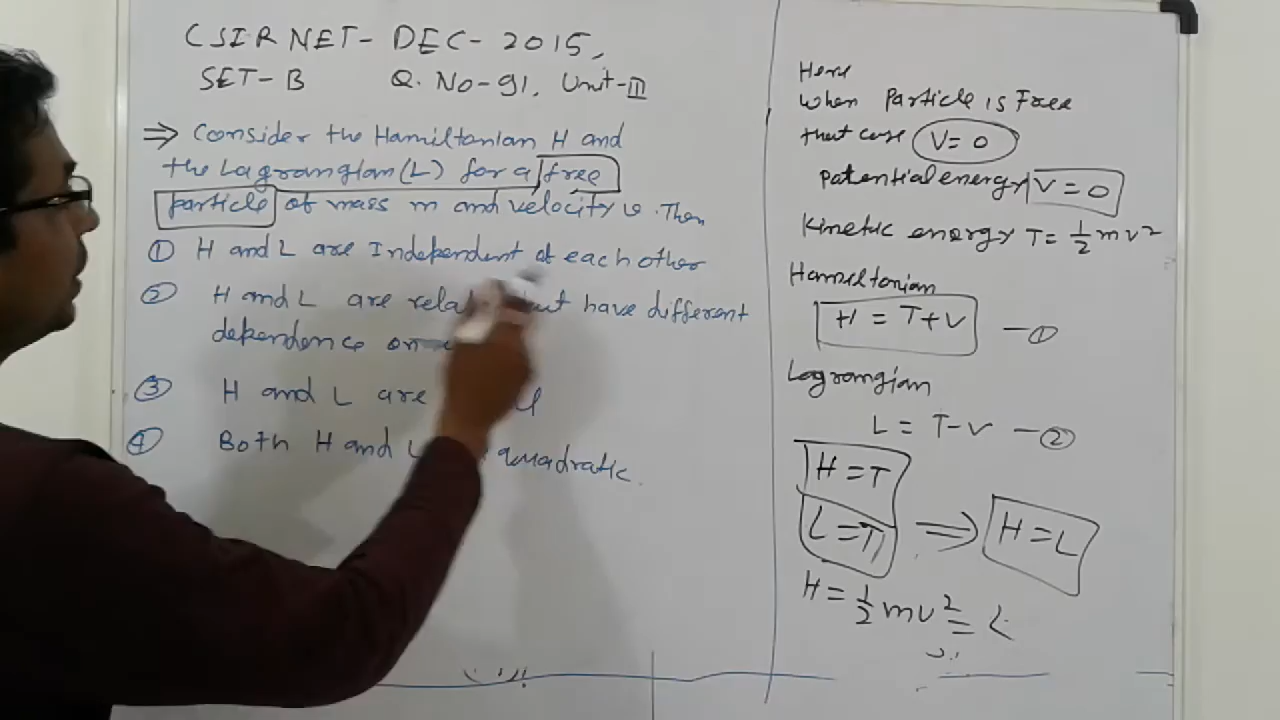 CSIR NET- DEC- 2015,
SET-B Q. No-91, Unit-III
⇒ Consider the Hamiltonian H and
the Lagrangian (L) for a free
particle of mass m and velocity v. Then
① H and L are Independent of each other
② H and L are but have different
dependence on
③ H and L are
④ Both H and L quadratic.
Here
When Particle is Free
that case V=0
Potential energy V=0
Kinetic energy T=½mv²
Hamiltonian
H = T+V —①
Lagrangian
L = T-V —②
H=T
L=T ⇒ H=L
H=½mv²=L